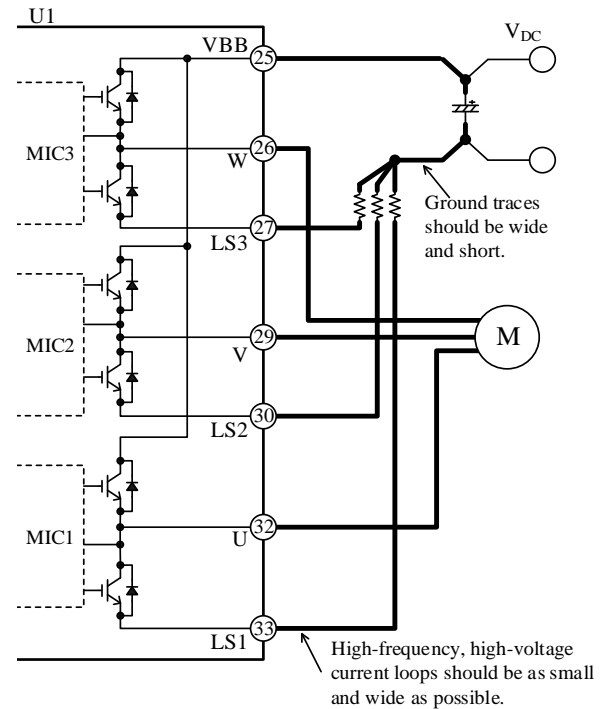 U1
VBB
25
V_DC
MIC3
W
26
LS3
27
Ground traces
should be wide
and short.
MIC2
V
29
M
LS2
30
MIC1
U
32
LS1
33
High-frequency, high-voltage
current loops should be as small
and wide as possible.